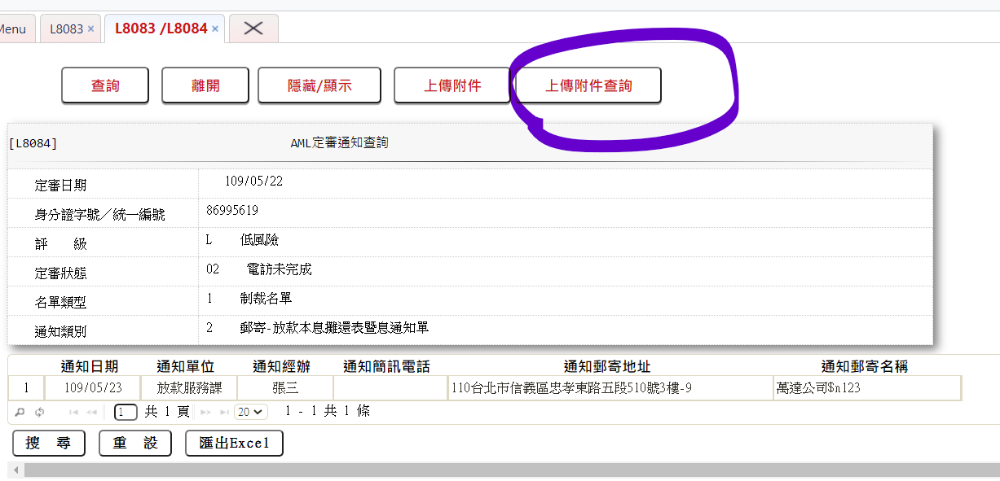 Menu L8083 × L8083 /L8084 ×
查詢 離開 隱藏/顯示 上傳附件 上傳附件查詢
[L8084] AML定審通知查詢
定審日期 109/05/22
身分證字號／統一編號 86995619
評　　級 L 低風險
定審狀態 02 電訪未完成
名單類型 1 制裁名單
通知類別 2 郵寄-放款本息攤還表暨息通知單
通知日期 通知單位 通知經辦 通知簡訊電話 通知郵寄地址 通知郵寄名稱
1 109/05/23 放款服務課 張三 110台北市信義區忠孝東路五段510號3樓-9 萬達公司$n123
1 共 1 頁 20 1 - 1 共 1 條
搜　尋 重　設 匯出Excel